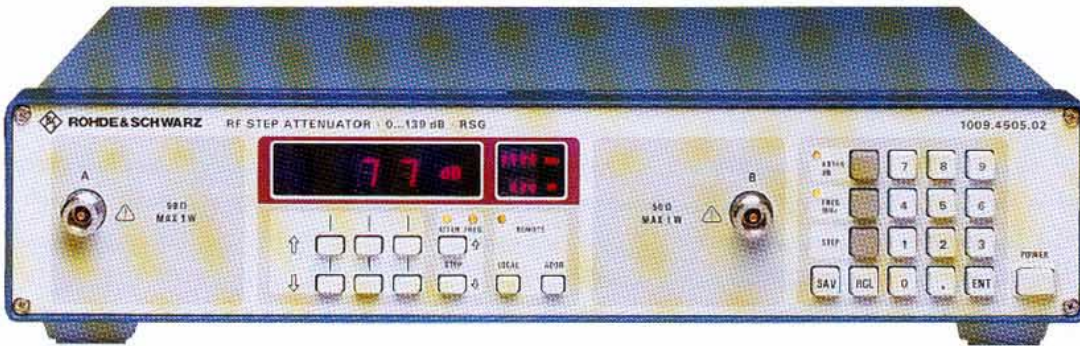 ROHDE & SCHWARZ RF STEP ATTENUATOR · 0...139 dB · RSG 1009.4505.02
A
50 Ω
MAX 1 W
77 dB
ATTEN FREQ
REMOTE
STEP
LOCAL
ADDR
B
50 Ω
MAX 1 W
ATTEN
dB
7 8 9
FREQ
MHz
4 5 6
STEP
1 2 3
SAV RCL 0 . ENT
POWER